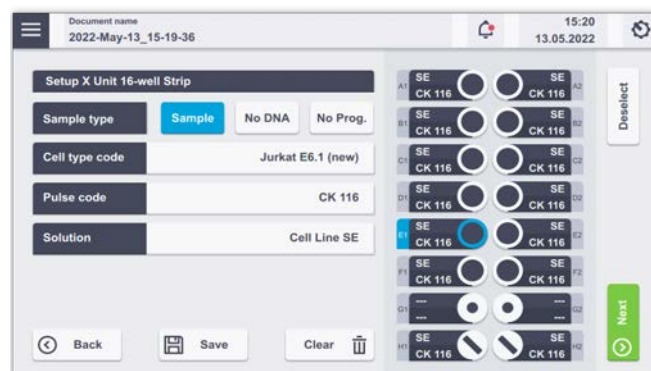 Document name
2022-May-13_15-19-36
15:20
13.05.2022
Setup X Unit 16-well Strip
Sample type
Sample
No DNA
No Prog.
Cell type code
Jurkat E6.1 (new)
Pulse code
CK 116
Solution
Cell Line SE
Back
Save
Clear
A1
SE
CK 116
SE
CK 116
A2
B1
SE
CK 116
SE
CK 116
B2
C1
SE
CK 116
SE
CK 116
C2
D1
SE
CK 116
SE
CK 116
D2
E1
SE
CK 116
SE
CK 116
E2
F1
SE
CK 116
SE
CK 116
F2
G1
---
---
---
---
G2
H1
SE
CK 116
SE
CK 116
H2
Deselect
Next